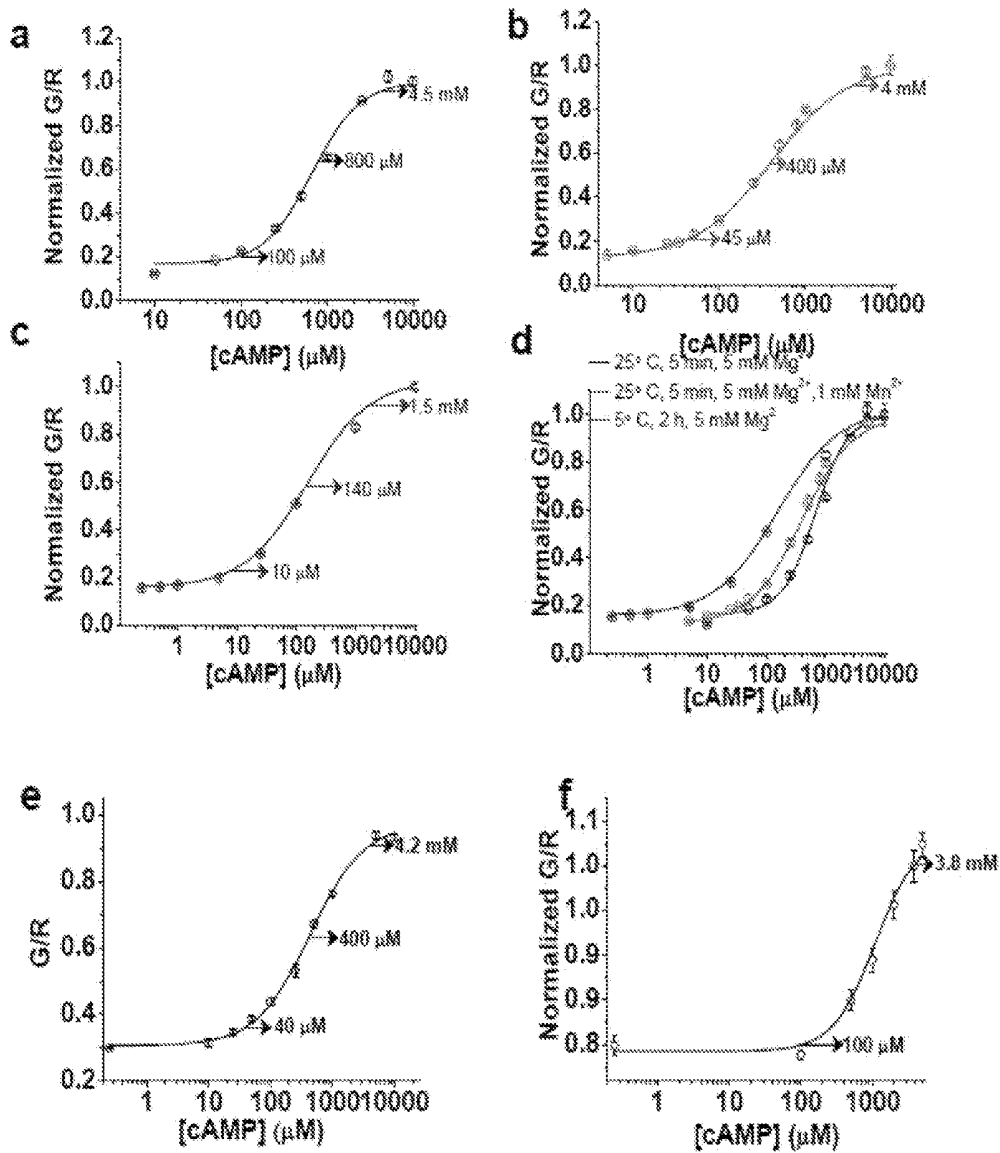 a
1.2
1.0
0.8
0.6
0.4
0.2
0.0
Normalized G/R
4.5 mM
800 µM
100 µM
10 100 1000 10000
[cAMP] (µM)
b
1.2
1.0
0.8
0.6
0.4
0.2
0.0
Normalized G/R
4 mM
400 µM
45 µM
10 100 1000 10000
[cAMP] (µM)
c
1.0
0.8
0.6
0.4
0.2
0.0
Normalized G/R
1.5 mM
140 µM
10 µM
1 10 100 1000 10000
[cAMP] (µM)
d
25° C, 5 min, 5 mM Mg
25° C, 5 min, 5 mM Mg²⁺, 1 mM Mn²⁺
5° C, 2 h, 5 mM Mg²
1.0
0.8
0.6
0.4
0.2
0.0
Normalized G/R
1 10 100 1000 10000
[cAMP] (µM)
e
1.0
0.8
0.6
0.4
0.2
G/R
4.2 mM
400 µM
40 µM
1 10 100 1000 10000
[cAMP] (µM)
f
1.1
1.0
1.0
0.9
0.9
0.8
Normalized G/R
3.8 mM
100 µM
1 10 100 1000
[cAMP] (µM)